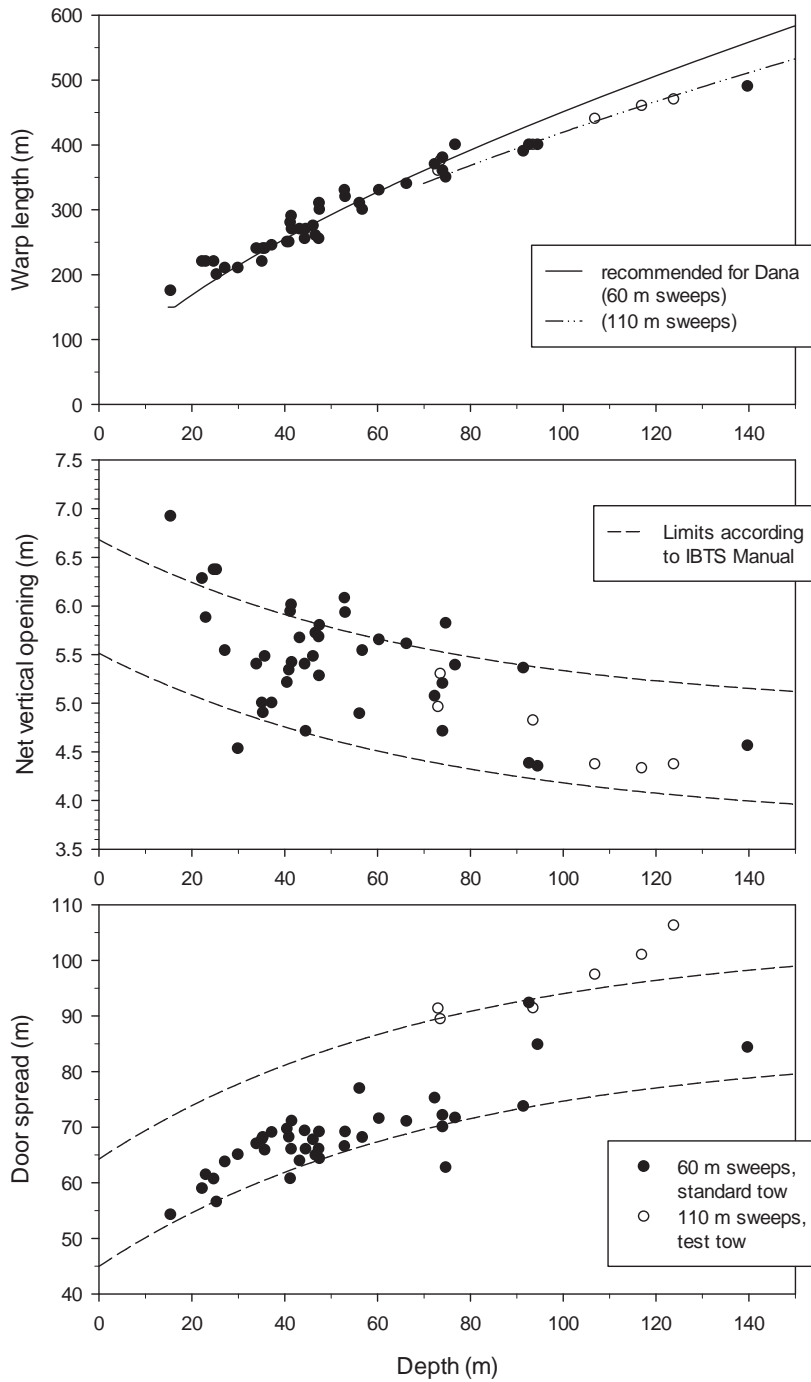 600
500
400
300
200
100
0
Warp length (m)
recommended for Dana
(60 m sweeps)
(110 m sweeps)
0 20 40 60 80 100 120 140
7.5
7.0
6.5
6.0
5.5
5.0
4.5
4.0
3.5
Net vertical opening (m)
Limits according
to IBTS Manual
0 20 40 60 80 100 120 140
110
100
90
80
70
60
50
40
Door spread (m)
60 m sweeps,
standard tow
110 m sweeps,
test tow
0 20 40 60 80 100 120 140
Depth (m)